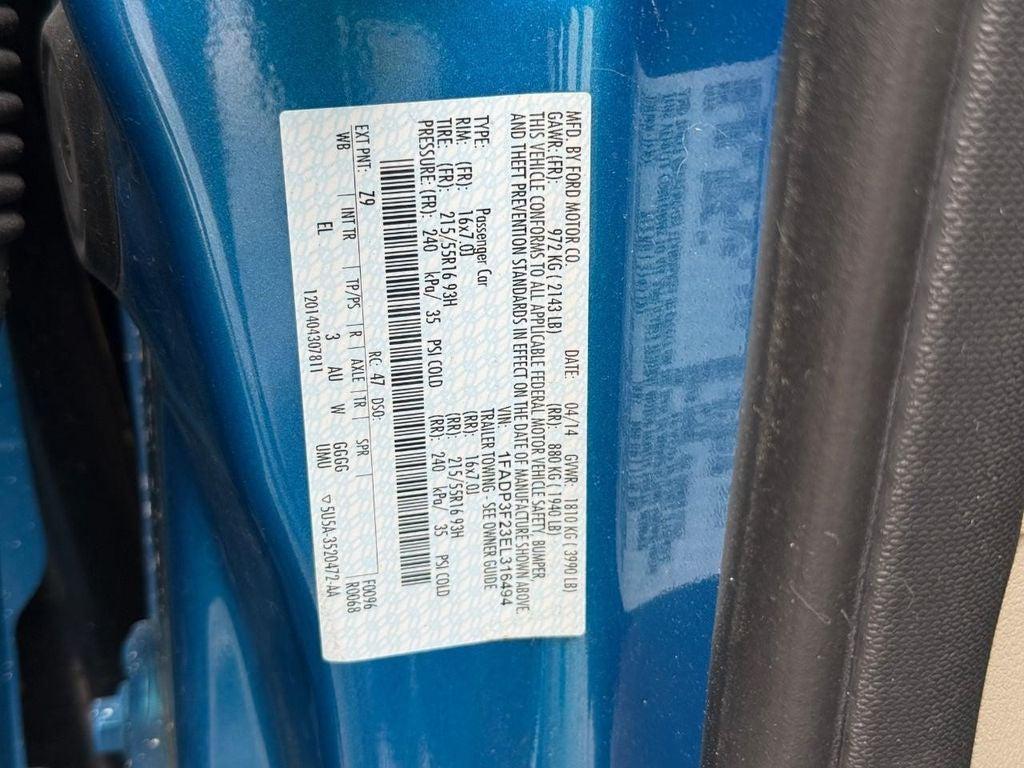 MFD. BY FORD MOTOR CO.
DATE: 04/14 GVWR: 1810 KG ( 3990 LB)
GAWR: (FR): 972 KG ( 2143 LB) (RR): 880 KG ( 1940 LB)
THIS VEHICLE CONFORMS TO ALL APPLICABLE FEDERAL MOTOR VEHICLE SAFETY, BUMPER
AND THEFT PREVENTION STANDARDS IN EFFECT ON THE DATE OF MANUFACTURE SHOWN ABOVE.
VIN: 1FADP3F23EL316494
TYPE: Passenger Car TRAILER TOWING - SEE OWNER GUIDE
RIM: (FR): 16x7.0J (RR): 16x7.0J
TIRE: (FR): 215/55R16 93H (RR): 215/55R16 93H
PRESSURE: (FR): 240 kPa/ 35 PSI COLD (RR): 240 kPa/ 35 PSI COLD
RC: 47 DSO:
EXT PNT: Z9 F0096
R0068
WB | INT TR | TP/PS | R | AXLE | TR | SPR |
EL 3 AU W GGGG
UMU
▽5U5A-3520472-AA
120140430781​1